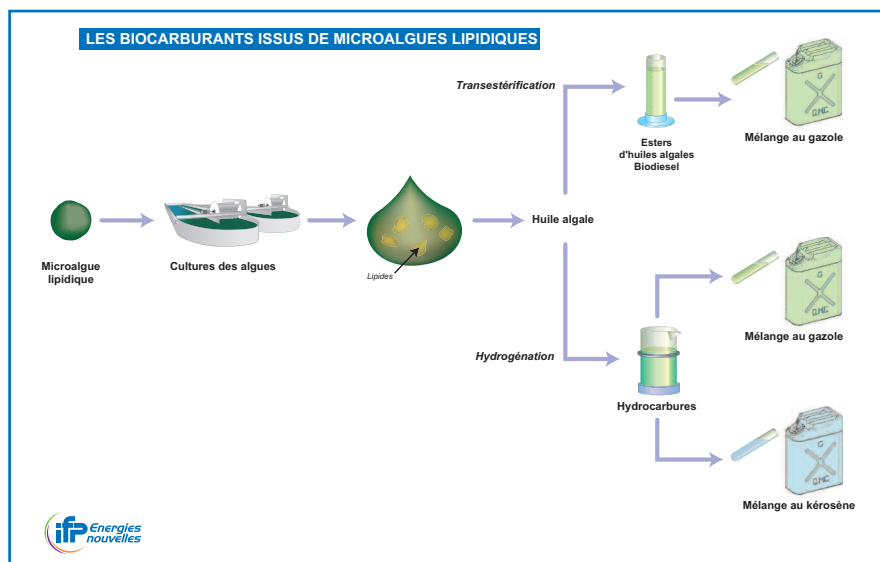 LES BIOCARBURANTS ISSUS DE MICROALGUES LIPIDIQUES
Transestérification
Esters
d'huiles algales
Biodiesel
G
Q.M.C
Mélange au gazole
Microalgue
lipidique
Cultures des algues
Lipides
Huile algale
G
Q.M.C
Mélange au gazole
Hydrogénation
Hydrocarbures
G
Q.M.C
Mélange au kérosène
ifp Energies
nouvelles